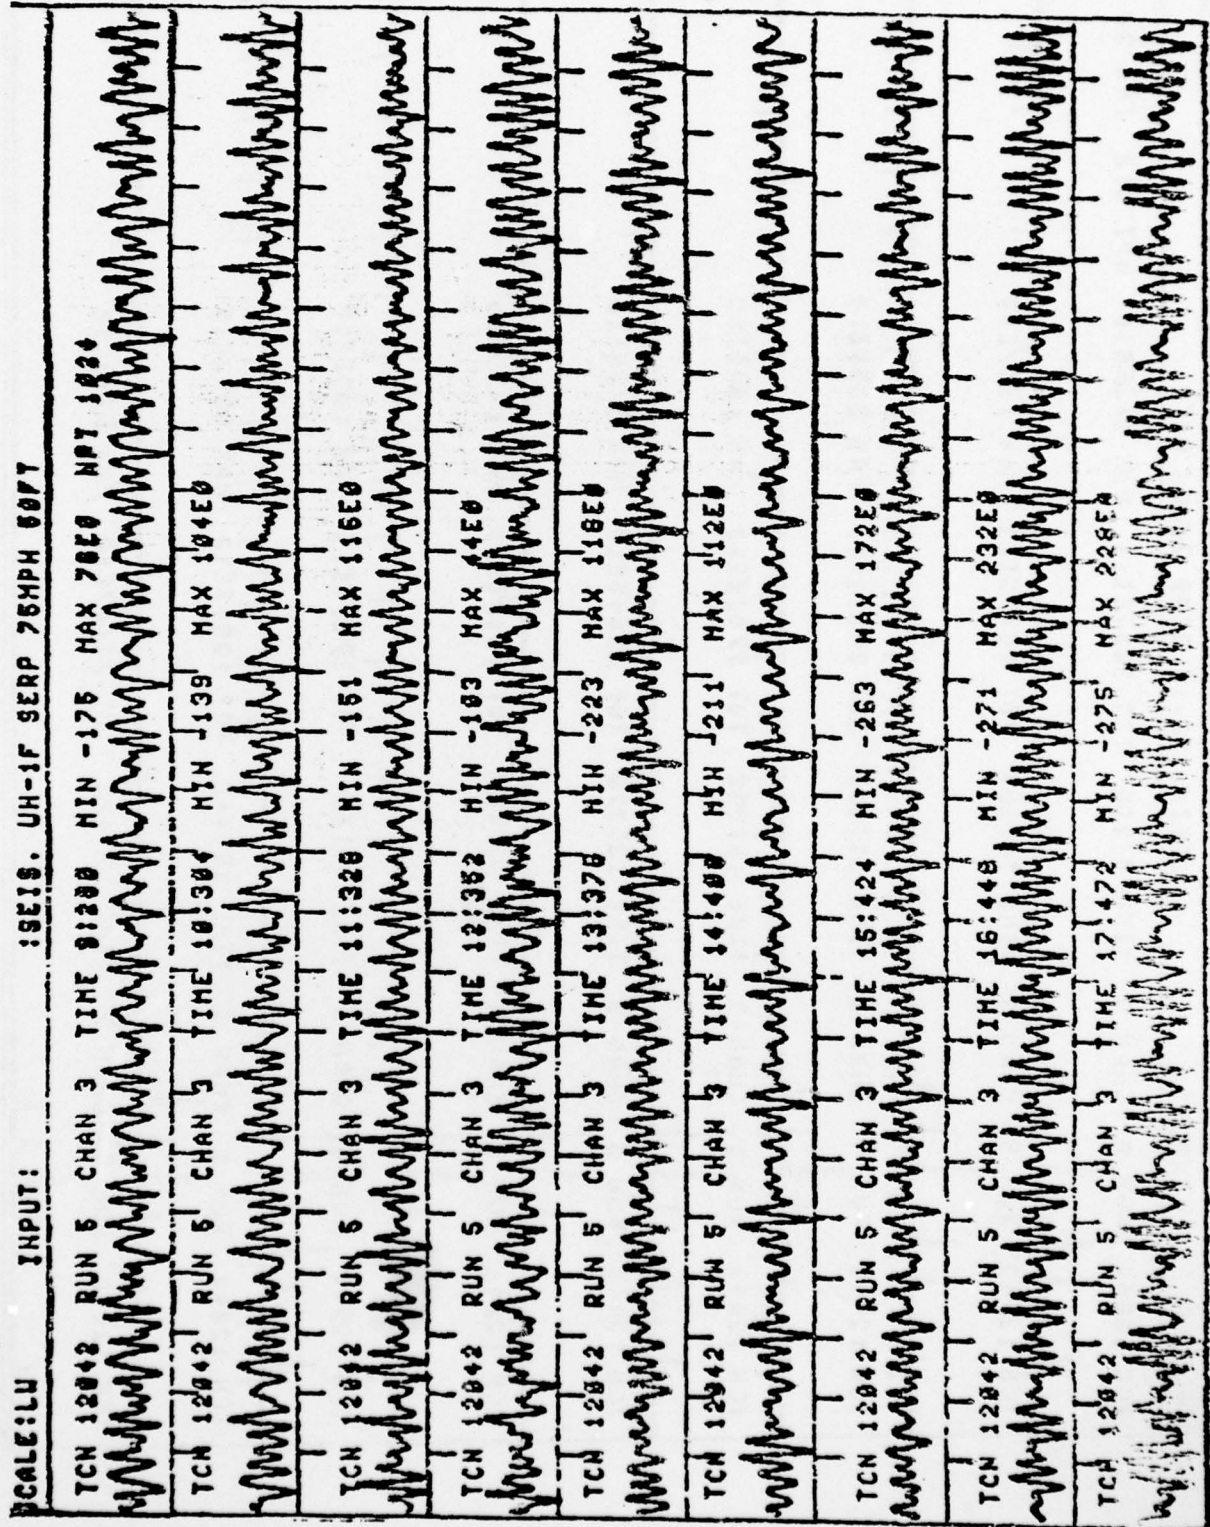 SCALE:LW INPUT: :SEIS. UH-1F SERP 75MPH 50FT
TCN 12042 RUN 5 CHAN 3 TIME 9:280 MIN -175 MAX 78E0 NPT 1024
TCN 12042 RUN 5 CHAN 3 TIME 10:304 MIN -139 MAX 104E0
TCN 12042 RUN 5 CHAN 3 TIME 11:328 MIN -151 MAX 116E0
TCN 12042 RUN 5 CHAN 3 TIME 12:352 MIN -103 MAX 44E0
TCN 12042 RUN 5 CHAN 3 TIME 13:376 MIN -223 MAX 116E0
TCN 12042 RUN 5 CHAN 3 TIME 14:400 MIN -211 MAX 112E0
TCN 12042 RUN 5 CHAN 3 TIME 15:424 MIN -263 MAX 172E0
TCN 12042 RUN 5 CHAN 3 TIME 16:448 MIN -271 MAX 232E0
TCN 12042 RUN 5 CHAN 3 TIME 17:472 MIN -275 MAX 228E0